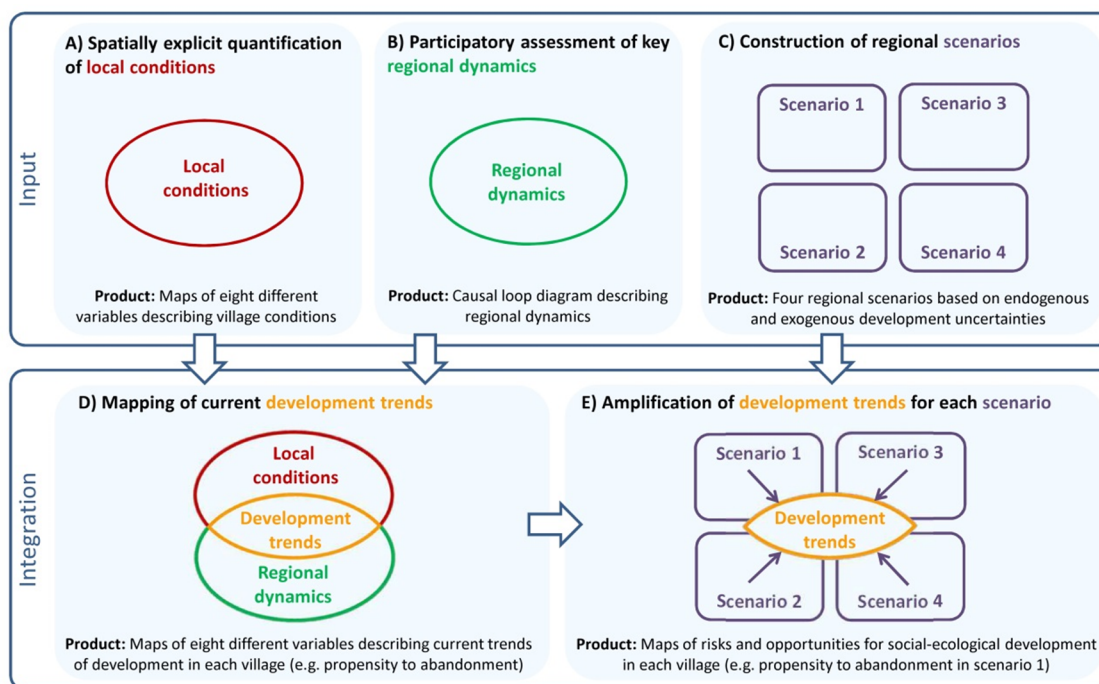 Input
A) Spatially explicit quantification
of local conditions
Local
conditions
Product: Maps of eight different
variables describing village conditions
B) Participatory assessment of key
regional dynamics
Regional
dynamics
Product: Causal loop diagram describing
regional dynamics
C) Construction of regional scenarios
Scenario 1
Scenario 3
Scenario 2
Scenario 4
Product: Four regional scenarios based on endogenous
and exogenous development uncertainties
Integration
D) Mapping of current development trends
Local
conditions
Development
trends
Regional
dynamics
Product: Maps of eight different variables describing current trends
of development in each village (e.g. propensity to abandonment)
E) Amplification of development trends for each scenario
Scenario 1
Scenario 3
Development
trends
Scenario 2
Scenario 4
Product: Maps of risks and opportunities for social-ecological development
in each village (e.g. propensity to abandonment in scenario 1)